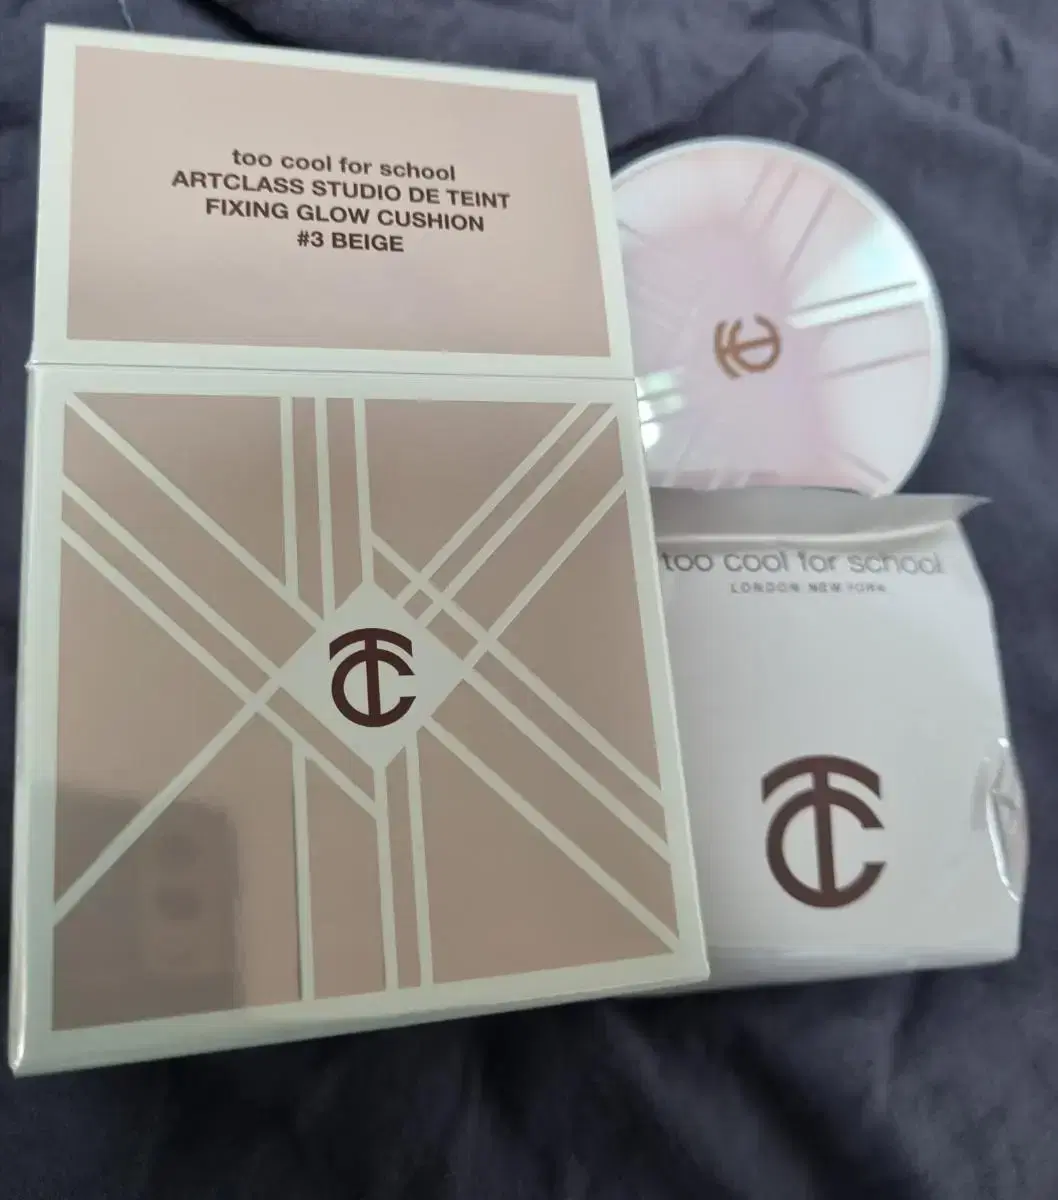 too cool for school
ARTCLASS STUDIO DE TEINT
FIXING GLOW CUSHION
#3 BEIGE
too cool for school
LONDON NEW YORK